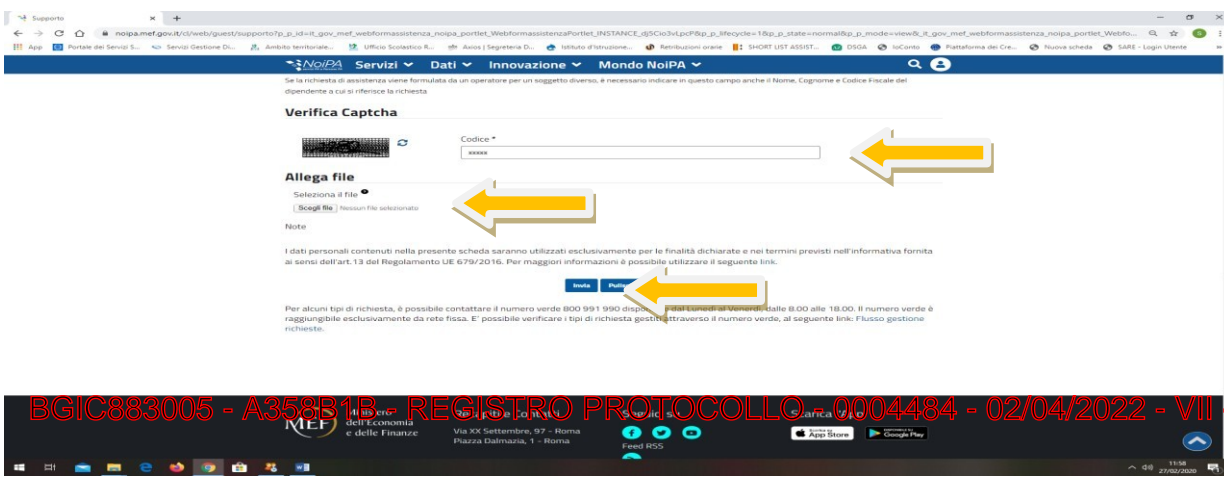 Supporto
noipa.mef.gov.it/cl/web/guest/supporto?p_p_id=it_gov_mef_webformassistenza_noipa_portlet_WebformassistenzaPortlet_INSTANCE_dj5Cio3vLpcP&p_p_lifecycle=1&p_p_state=normal&p_p_mode=view&_it_gov_mef_webformassistenza_noipa_portlet_Webfo...
App Portale dei Servizi S... Servizi Gestione Di... Ambito territoriale... Ufficio Scolastico R... Axios | Segreteria D... Istituto d'Istruzione... Retribuzioni orarie SHORT LIST ASSIST... DSGA IoConto Piattaforma dei Cre... Nuova scheda SARE - Login Utente
NoiPA Servizi Dati Innovazione Mondo NoiPA
Se la richiesta di assistenza viene formulata da un operatore per un soggetto diverso, è necessario indicare in questo campo anche il Nome, Cognome e Codice Fiscale del
dipendente a cui si riferisce la richiesta
Verifica Captcha
Codice *
xxxxx
Allega file
Seleziona il file
Scegli file Nessun file selezionato
Note
I dati personali contenuti nella presente scheda saranno utilizzati esclusivamente per le finalità dichiarate e nei termini previsti nell'informativa fornita
ai sensi dell'art.13 del Regolamento UE 679/2016. Per maggiori informazioni è possibile utilizzare il seguente link.
Invia
Per alcuni tipi di richiesta, è possibile contattare il numero verde 800 991 990 dal Lunedì al Venerdì, dalle 8.00 alle 18.00. Il numero verde è
raggiungibile esclusivamente da rete fissa. E' possibile verificare i tipi di richiesta gestiti attraverso il numero verde, al seguente link: Flusso gestione
richieste.
BGIC883005 - A358B1B - REGISTRO PROTOCOLLO - 0004484 - 02/04/2022 - VII
MEF
Ministero
dell'Economia
e delle Finanze
Via XX Settembre, 97 - Roma
Piazza Dalmazia, 1 - Roma
Feed RSS
Scarica l'App
App Store
Google Play
11:58
27/02/2020